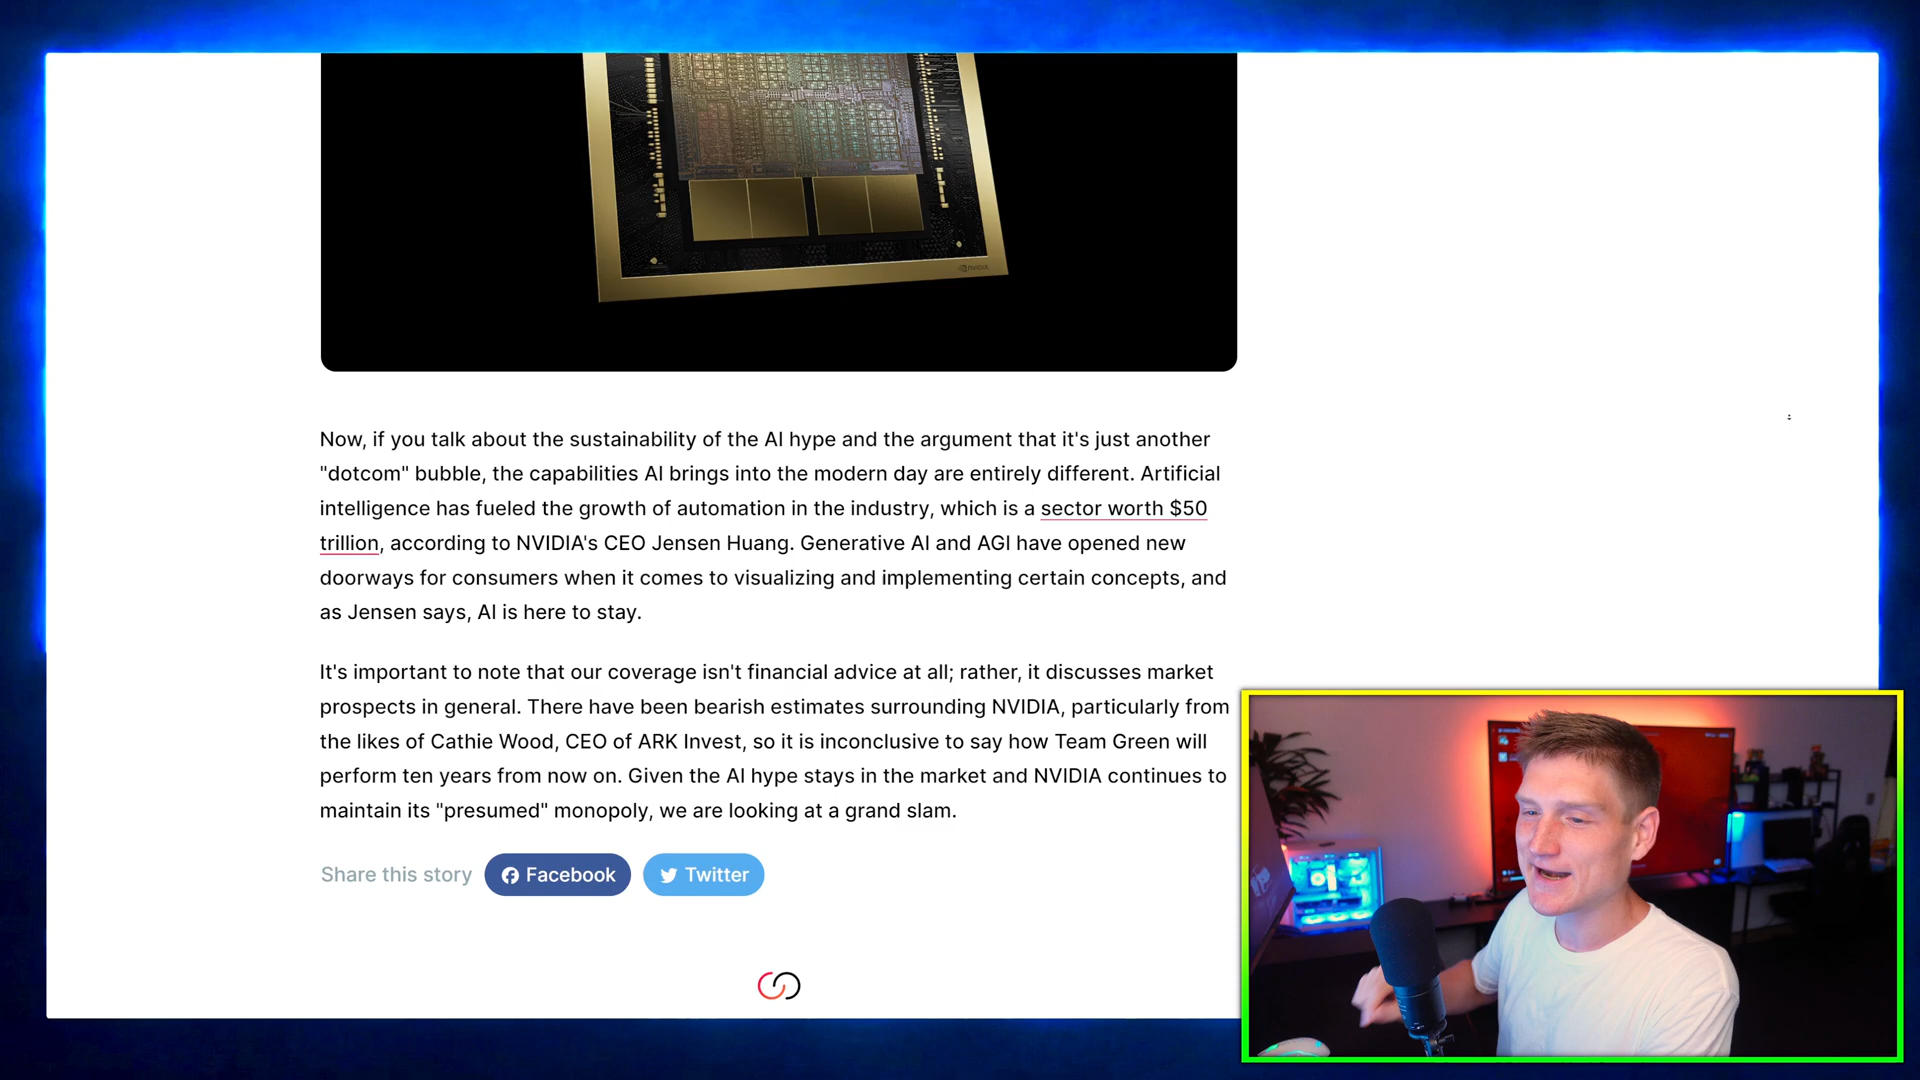 NVIDIA
Now, if you talk about the sustainability of the AI hype and the argument that it's just another
"dotcom" bubble, the capabilities AI brings into the modern day are entirely different. Artificial
intelligence has fueled the growth of automation in the industry, which is a sector worth $50
trillion, according to NVIDIA's CEO Jensen Huang. Generative AI and AGI have opened new
doorways for consumers when it comes to visualizing and implementing certain concepts, and
as Jensen says, AI is here to stay.
It's important to note that our coverage isn't financial advice at all; rather, it discusses market
prospects in general. There have been bearish estimates surrounding NVIDIA, particularly from
the likes of Cathie Wood, CEO of ARK Invest, so it is inconclusive to say how Team Green will
perform ten years from now on. Given the AI hype stays in the market and NVIDIA continues to
maintain its "presumed" monopoly, we are looking at a grand slam.
Share this story Facebook Twitter